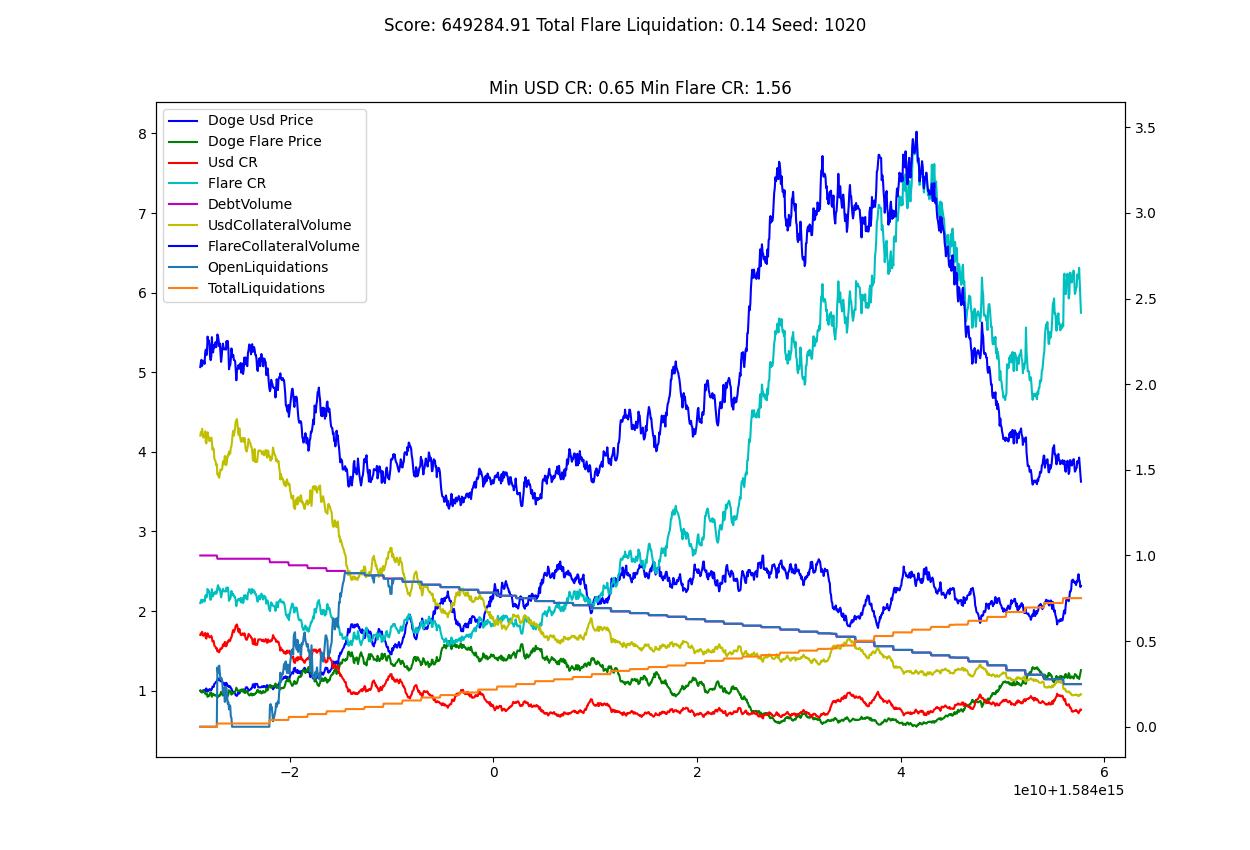 Score: 649284.91 Total Flare Liquidation: 0.14 Seed: 1020
Min USD CR: 0.65 Min Flare CR: 1.56
Doge Usd Price
Doge Flare Price
Usd CR
Flare CR
DebtVolume
UsdCollateralVolume
FlareCollateralVolume
OpenLiquidations
TotalLiquidations
8
7
6
5
4
3
2
1
3.5
3.0
2.5
2.0
1.5
1.0
0.5
0.0
−2 0 2 4 6
1e10+1.584e15